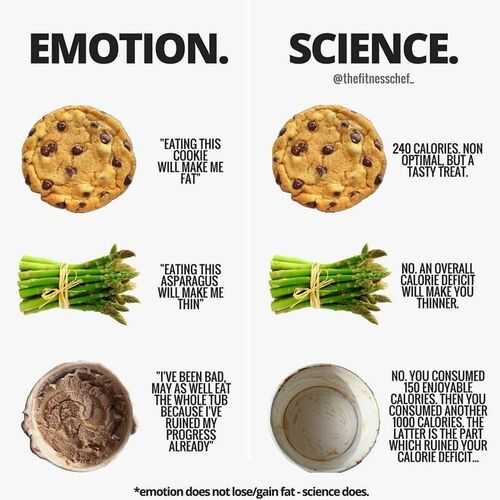 EMOTION.
SCIENCE.
@thefitnesschef_
"EATING THIS
COOKIE
WILL MAKE ME
FAT"
240 CALORIES. NON
OPTIMAL, BUT A
TASTY TREAT.
"EATING THIS
ASPARAGUS
WILL MAKE ME
THIN"
NO. AN OVERALL
CALORIE DEFICIT
WILL MAKE YOU
THINNER.
"I'VE BEEN BAD,
MAY AS WELL EAT
THE WHOLE TUB
BECAUSE I'VE
RUINED MY
PROGRESS
ALREADY"
NO. YOU CONSUMED
150 ENJOYABLE
CALORIES. THEN YOU
CONSUMED ANOTHER
1000 CALORIES. THE
LATTER IS THE PART
WHICH RUINED YOUR
CALORIE DEFICIT...
*emotion does not lose/gain fat - science does.